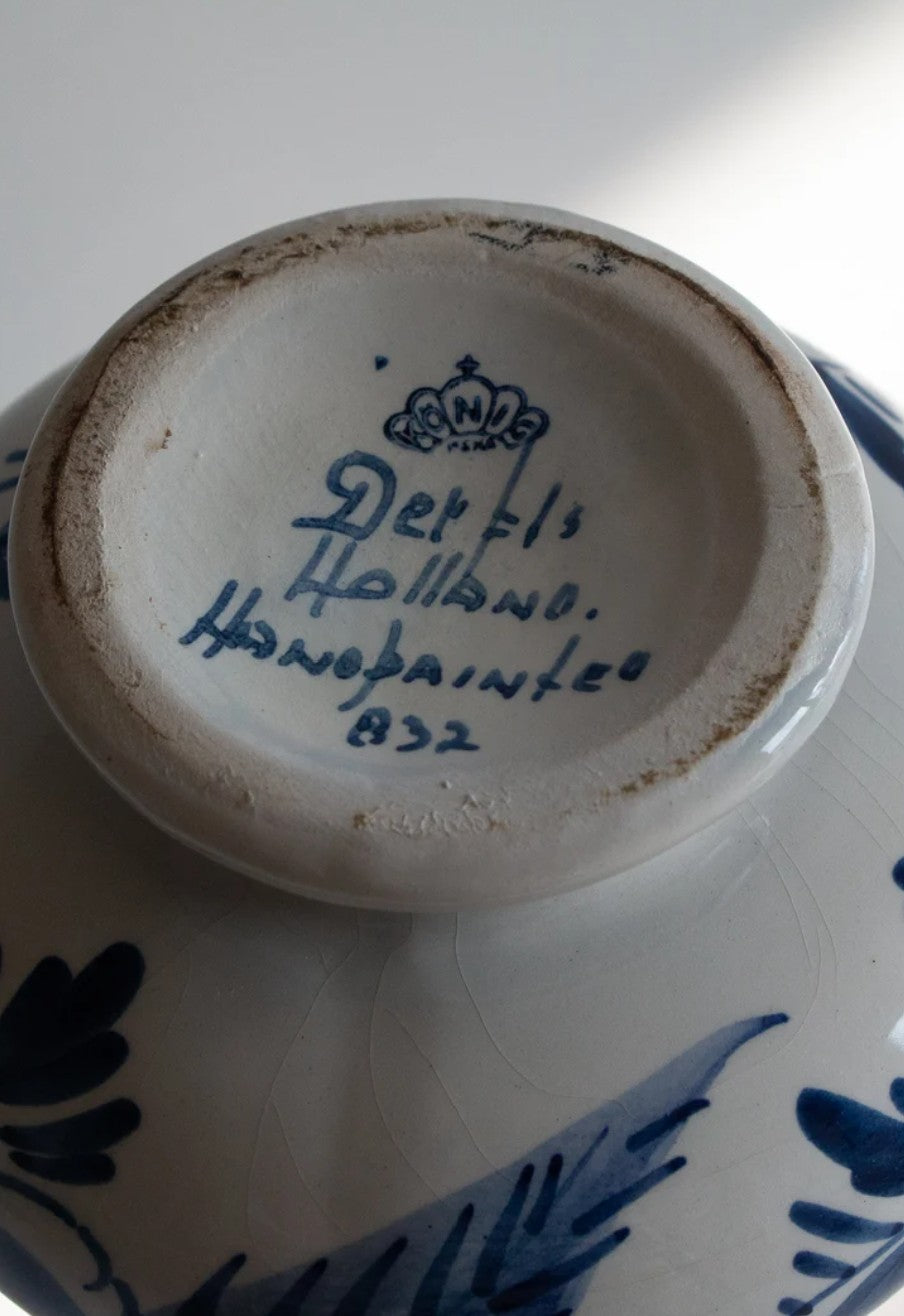 KONIG
Delfts
Holland.
Handpainted
832